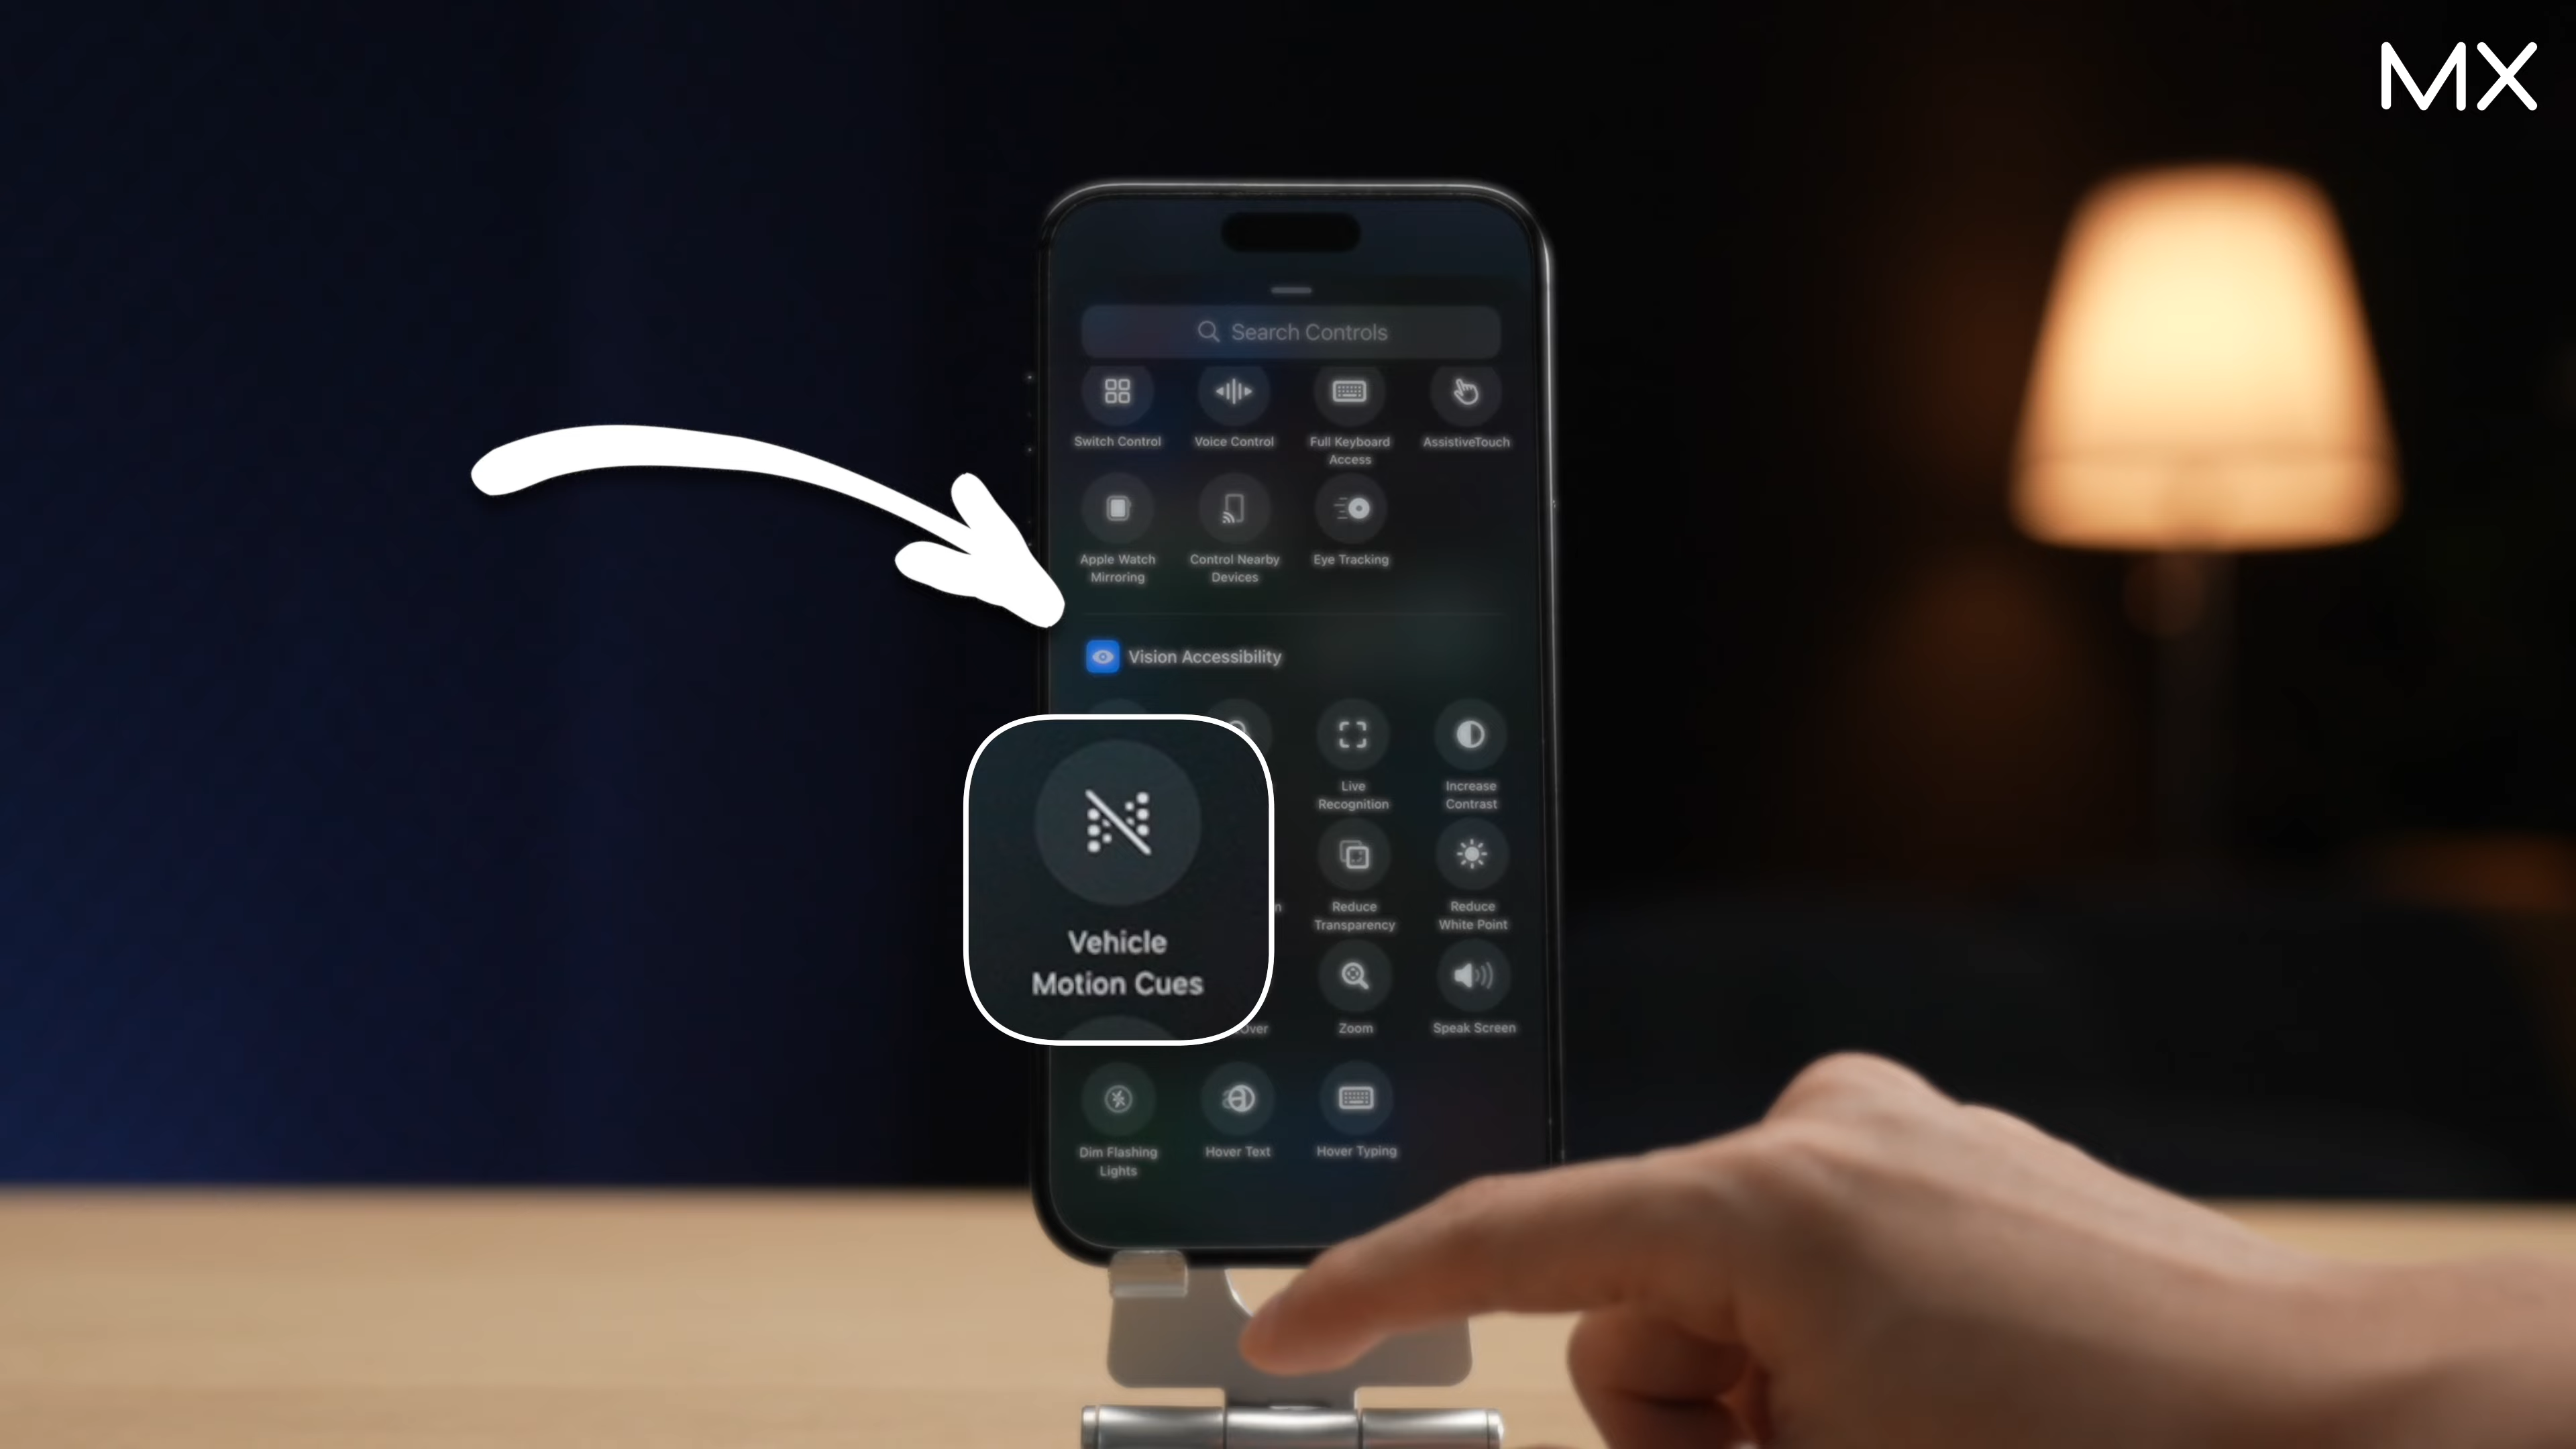 MX
Search Controls
Switch Control
Voice Control
Full Keyboard
Access
AssistiveTouch
Apple Watch
Mirroring
Control Nearby
Devices
Eye Tracking
Vision Accessibility
Vehicle
Motion Cues
Live
Recognition
Increase
Contrast
Reduce
Transparency
Reduce
White Point
Over
Zoom
Speak Screen
Dim Flashing
Lights
Hover Text
Hover Typing